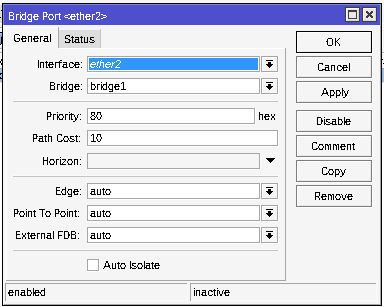 Bridge Port <ether2>
General Status
OK
Interface: ether2
Cancel
Bridge: bridge1
Apply
Priority: 80 hex
Disable
Path Cost: 10
Comment
Horizon:
Copy
Edge: auto
Remove
Point To Point: auto
External FDB: auto
Auto Isolate
enabled inactive